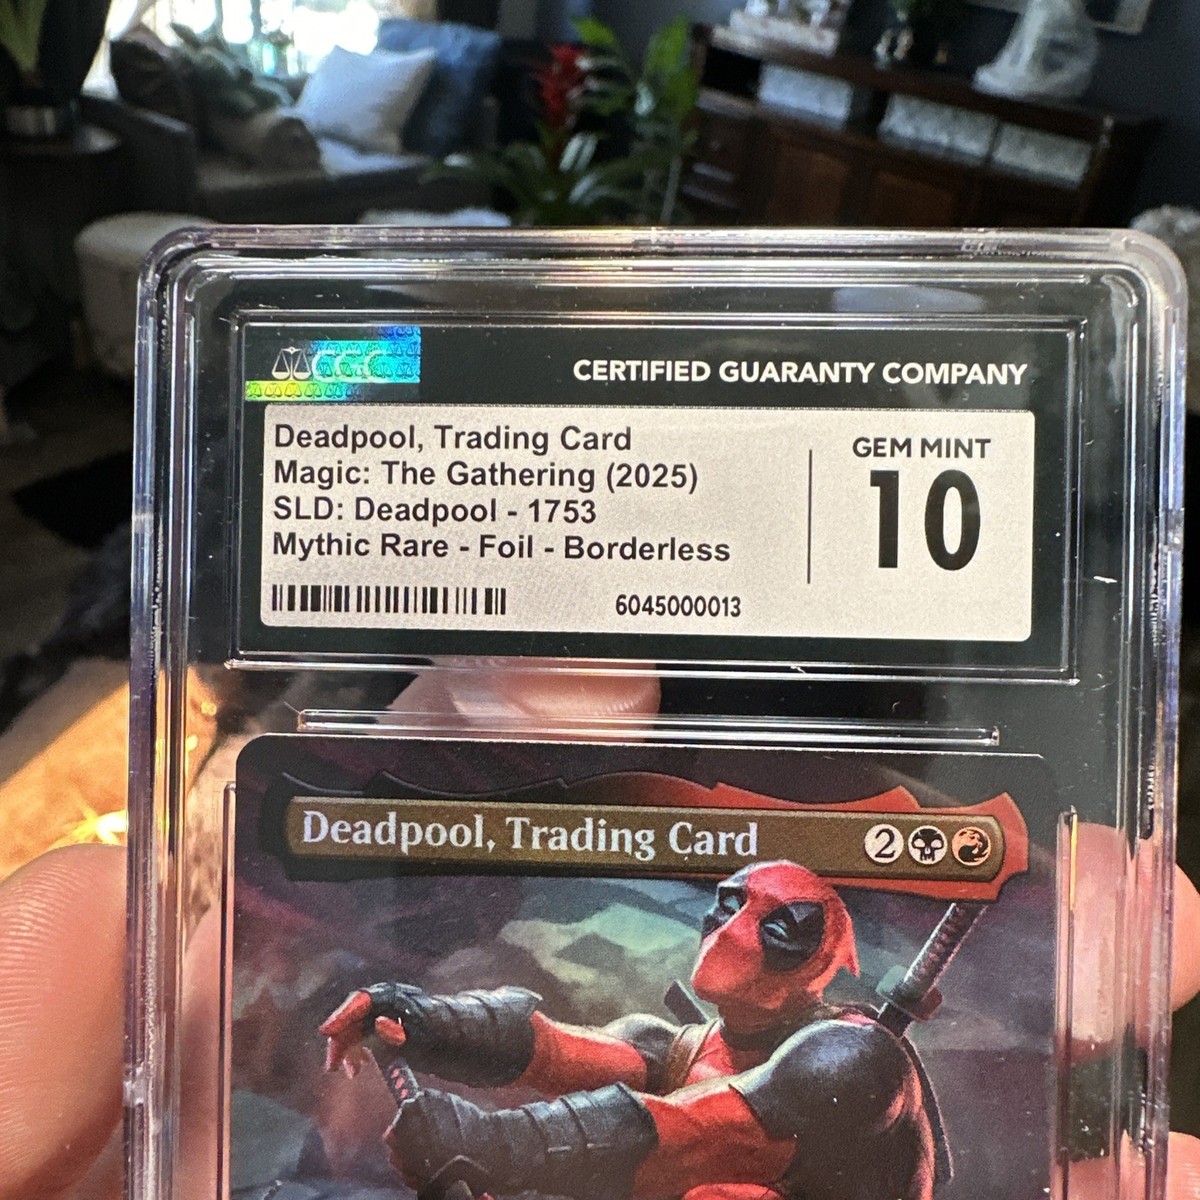 CGC
CERTIFIED GUARANTY COMPANY
Deadpool, Trading Card
Magic: The Gathering (2025)
SLD: Deadpool - 1753
Mythic Rare - Foil - Borderless
6045000013
GEM MINT
10
Deadpool, Trading Card
2